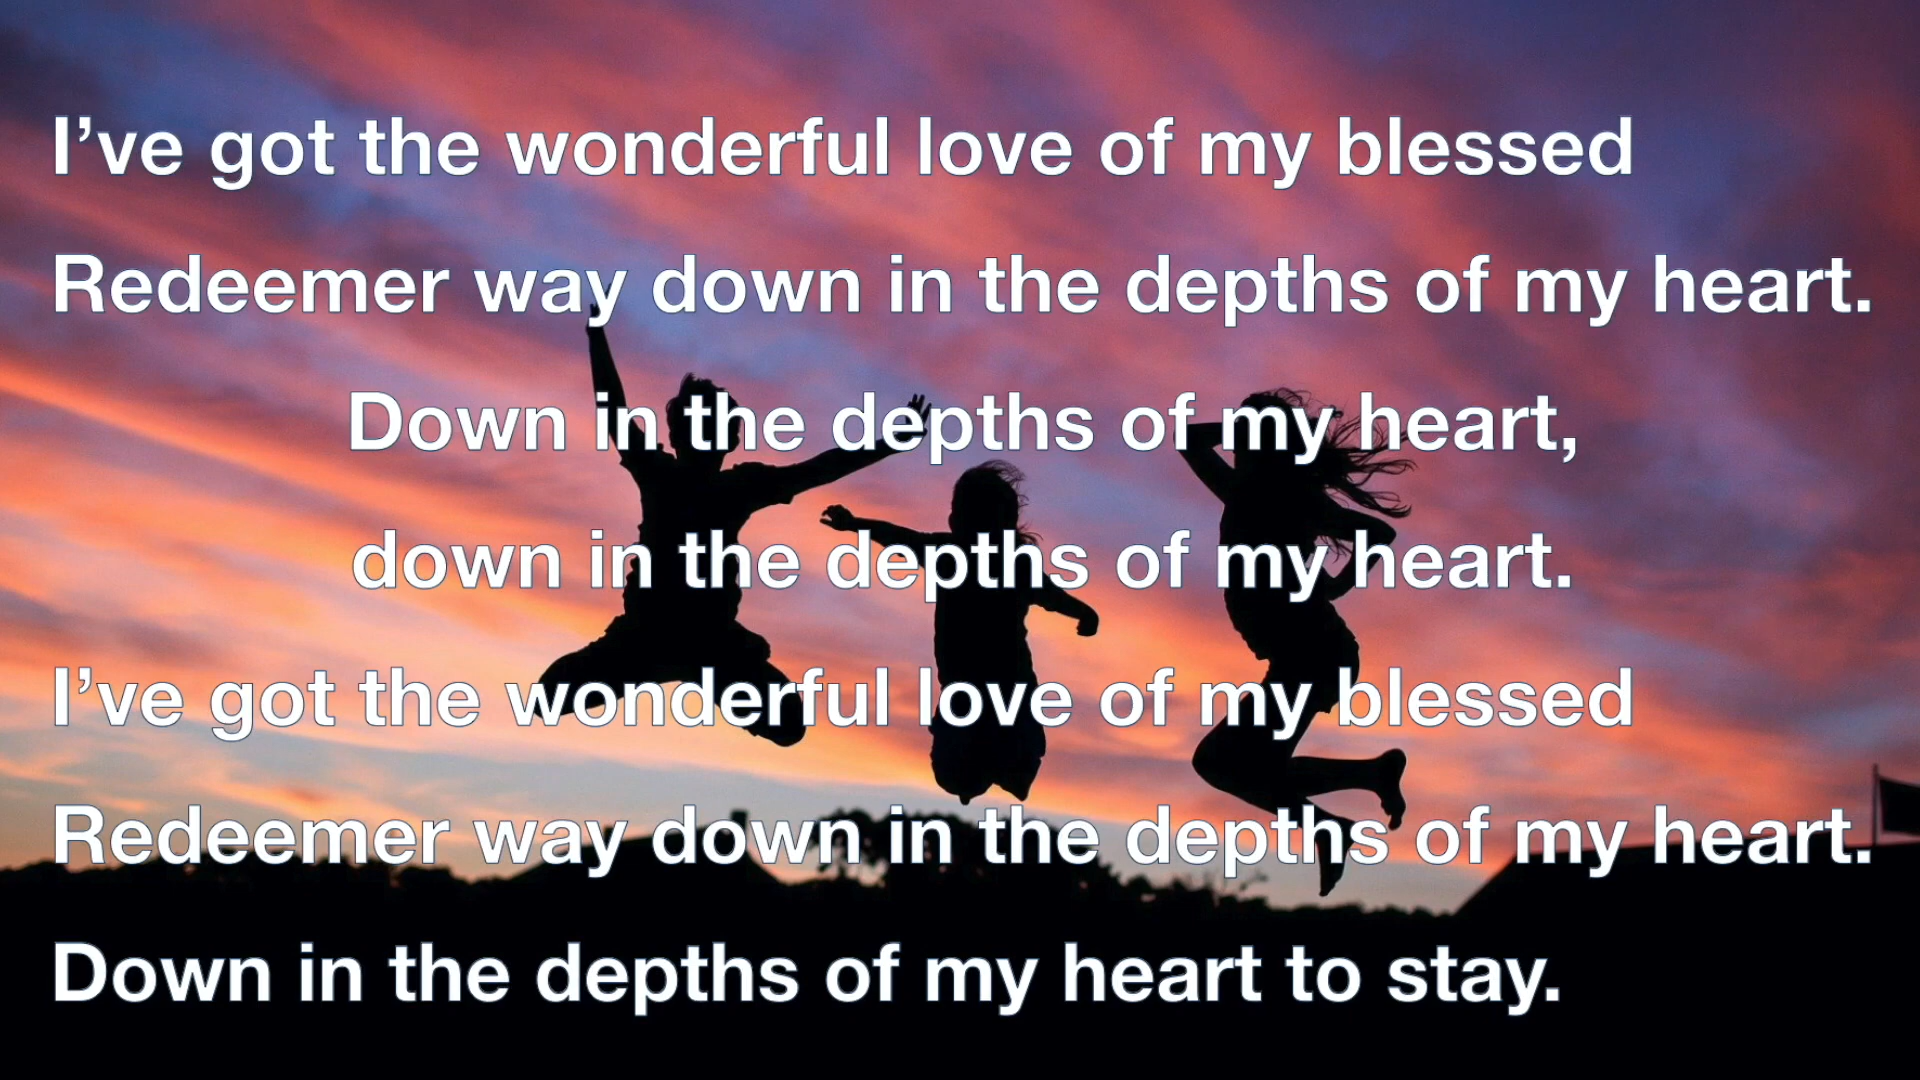 I’ve got the wonderful love of my blessed
Redeemer way down in the depths of my heart.
Down in the depths of my heart,
down in the depths of my heart.
I’ve got the wonderful love of my blessed
Redeemer way down in the depths of my heart.
Down in the depths of my heart to stay.